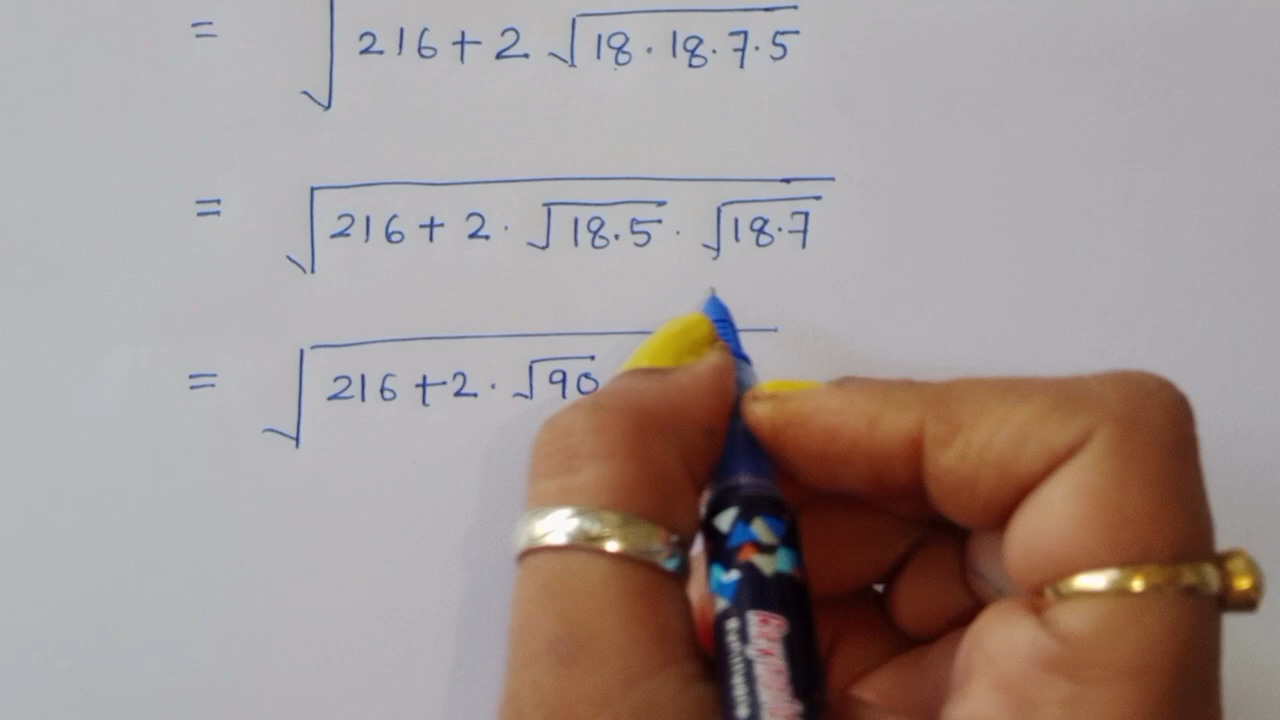 = √216 + 2 √18 · 18 · 7 · 5
= √216 + 2 · √18 · 5 · √18 · 7
= √216 + 2 · √90